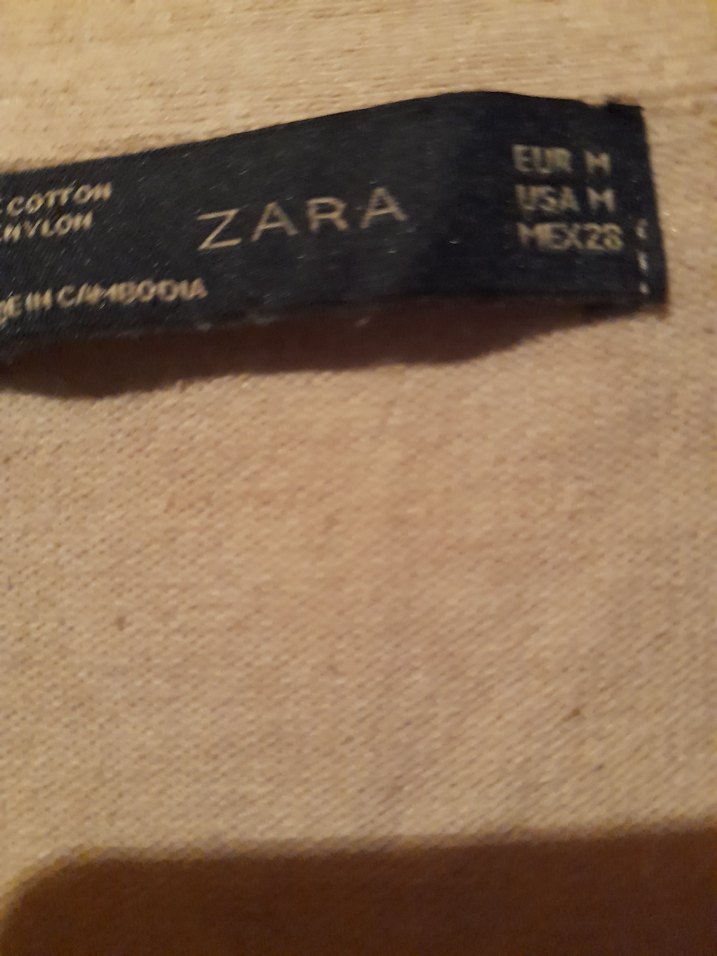 COTTON
NYLON
ZARA
EUR M
USA M
MEX 28
IN CAMBODIA